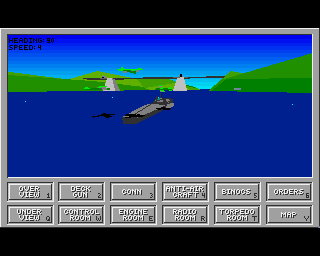 HEADING 90
SPEED 4
OVER VIEW 1
DECK GUN 2
CONN 3
ANTI-AIR CRAFT 4
BINOCS 5
ORDERS 6
UNDER VIEW Q
CONTROL ROOM W
ENGINE ROOM E
RADIO ROOM R
TORPEDO ROOM T
MAP Y